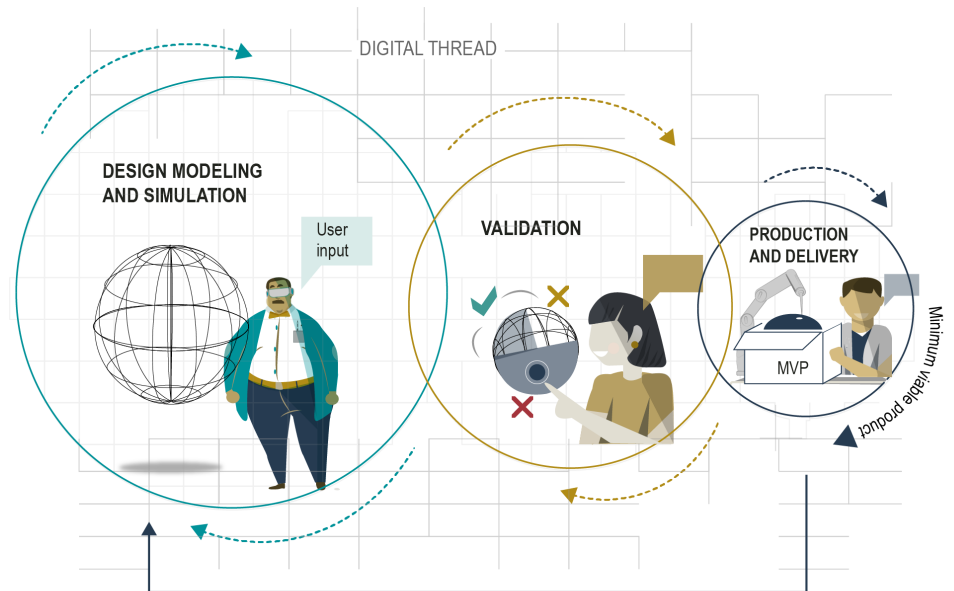 DIGITAL THREAD
DESIGN MODELING
AND SIMULATION
User
input
VALIDATION
PRODUCTION
AND DELIVERY
MVP
Minimum viable product